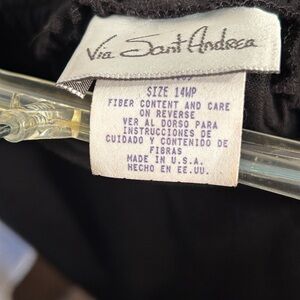 Via Sant Andrea
SIZE 14WP
FIBER CONTENT AND CARE
ON REVERSE
VER AL DORSO PARA
INSTRUCCIONES DE
CUIDADO Y CONTENIDO DE
FIBRAS
MADE IN U.S.A.
HECHO EN EE.UU.